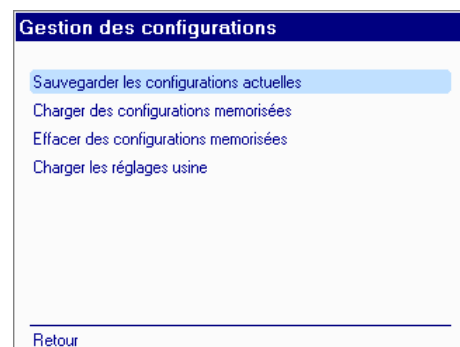 Gestion des configurations
Sauvegarder les configurations actuelles
Charger des configurations memorisées
Effacer des configurations memorisées
Charger les réglages usine
Retour